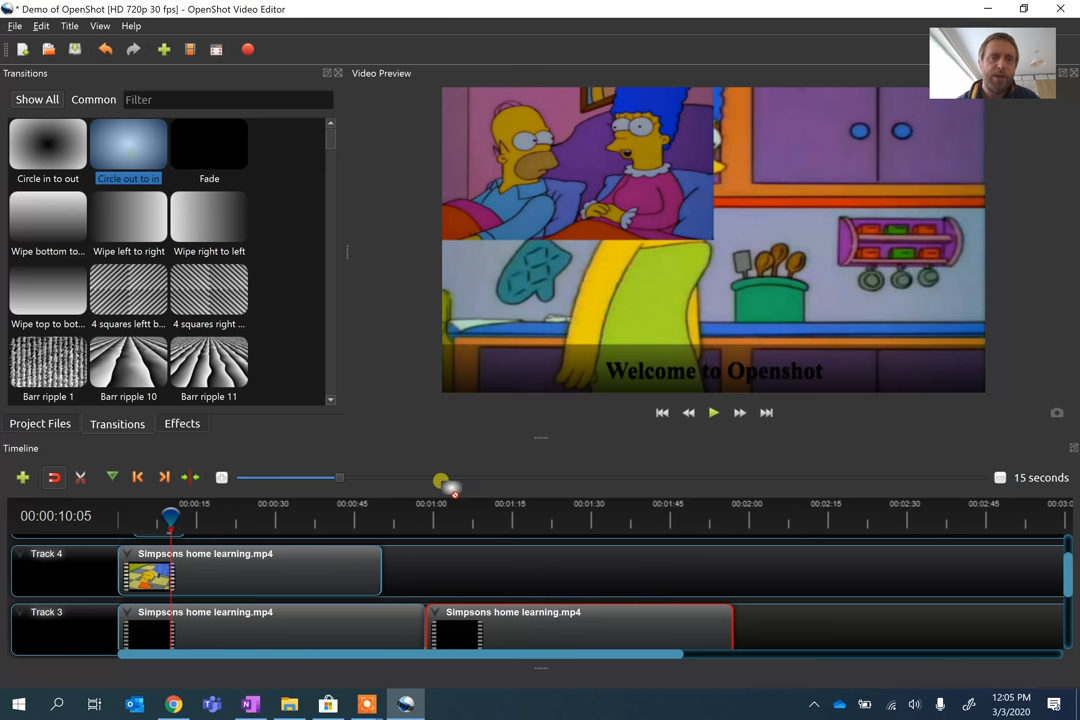 * Demo of OpenShot [HD 720p 30 fps] - OpenShot Video Editor
File Edit Title View Help
Transitions
Video Preview
Show All Common Filter
Circle in to out Circle out to in Fade
Wipe bottom to... Wipe left to right Wipe right to left
Wipe top to bot... 4 squares leftt b... 4 squares right ...
Barr ripple 1 Barr ripple 10 Barr ripple 11
Welcome to Openshot
Project Files Transitions Effects
Timeline
15 seconds
00:00:10:05
00:00:15 00:00:30 00:00:45 00:01:00 00:01:15 00:01:30 00:01:45 00:02:00 00:02:15 00:02:30 00:02:45
Track 4 Simpsons home learning.mp4
Track 3 Simpsons home learning.mp4 Simpsons home learning.mp4
12:05 PM
3/3/2020